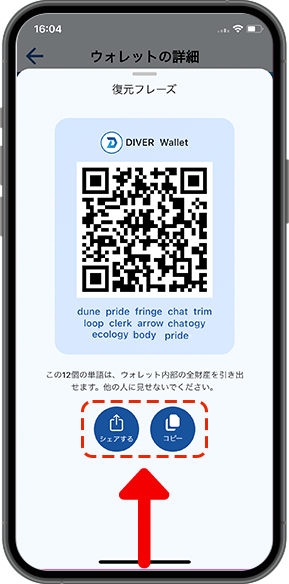 16:04
ウォレットの詳細
復元フレーズ
DIVER Wallet
dune pride fringe chat trim
loop clerk arrow chatogy
ecology body pride
この12個の単語は、ウォレット内部の全財産を引き出
せます。他の人に見せないでください。
シェアする
コピー